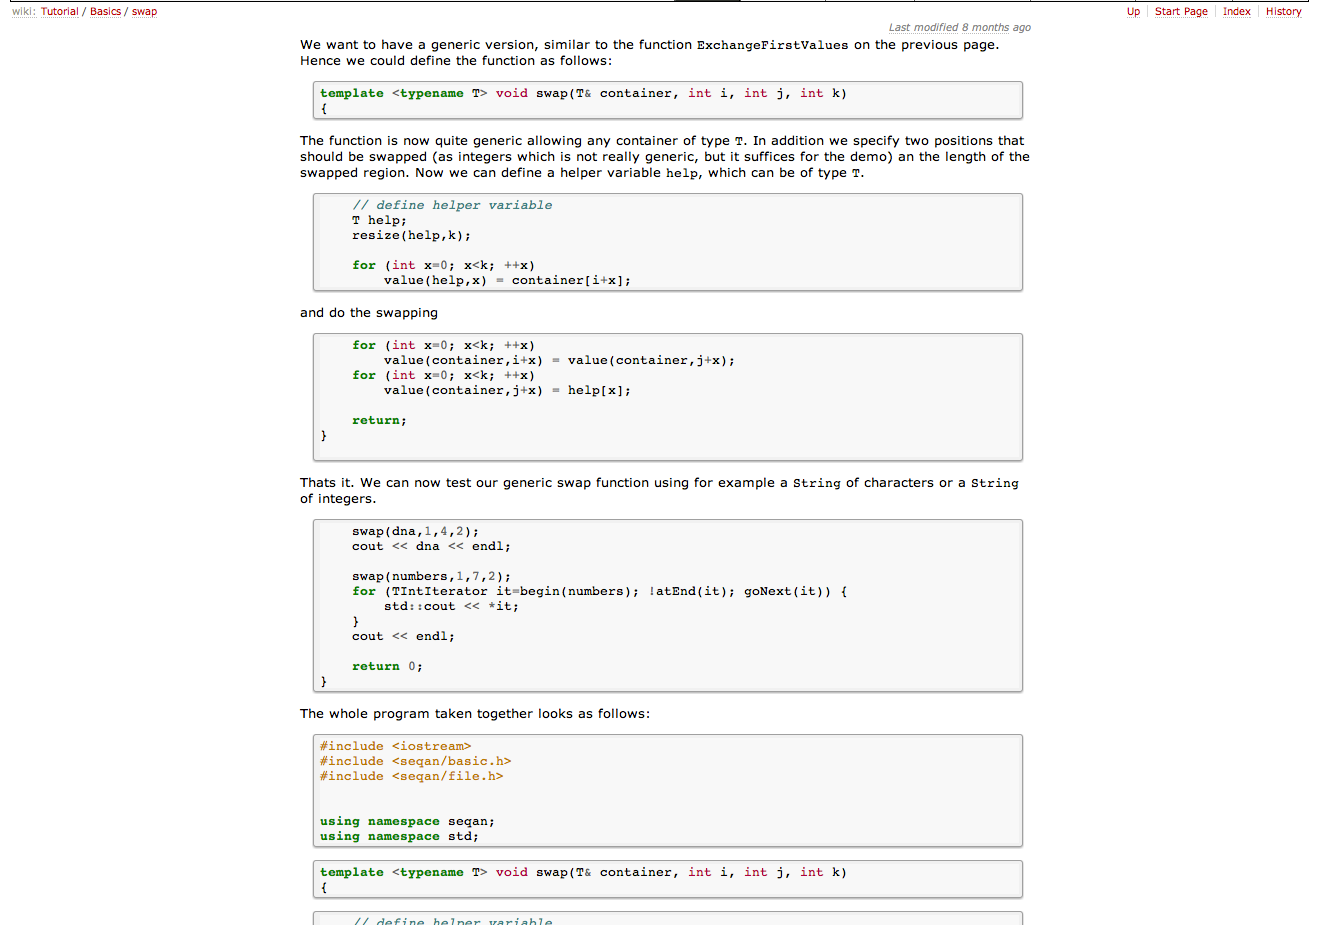 wiki: Tutorial / Basics / swap
Up Start Page Index History
Last modified 8 months ago
We want to have a generic version, similar to the function ExchangeFirstValues on the previous page.
Hence we could define the function as follows:
template <typename T> void swap(T& container, int i, int j, int k)
{
The function is now quite generic allowing any container of type T. In addition we specify two positions that
should be swapped (as integers which is not really generic, but it suffices for the demo) an the length of the
swapped region. Now we can define a helper variable help, which can be of type T.
// define helper variable
T help;
resize(help,k);
for (int x=0; x<k; ++x)
value(help,x) = container[i+x];
and do the swapping
for (int x=0; x<k; ++x)
value(container,i+x) = value(container,j+x);
for (int x=0; x<k; ++x)
value(container,j+x) = help[x];
return;
}
Thats it. We can now test our generic swap function using for example a String of characters or a String
of integers.
swap(dna,1,4,2);
cout << dna << endl;
swap(numbers,1,7,2);
for (TIntIterator it=begin(numbers); !atEnd(it); goNext(it)) {
std::cout << *it;
}
cout << endl;
return 0;
}
The whole program taken together looks as follows:
#include <iostream>
#include <seqan/basic.h>
#include <seqan/file.h>
using namespace seqan;
using namespace std;
template <typename T> void swap(T& container, int i, int j, int k)
{
// define helper variable